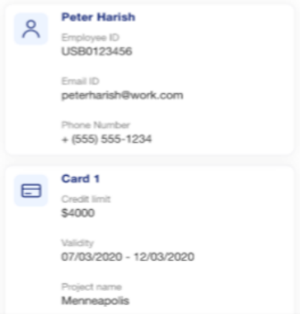 Peter Harish
Employee ID
USB0123456
Email ID
peterharish@work.com
Phone Number
+ (555) 555-1234
Card 1
Credit limit
$4000
Validity
07/03/2020 - 12/03/2020
Project name
Menneapolis